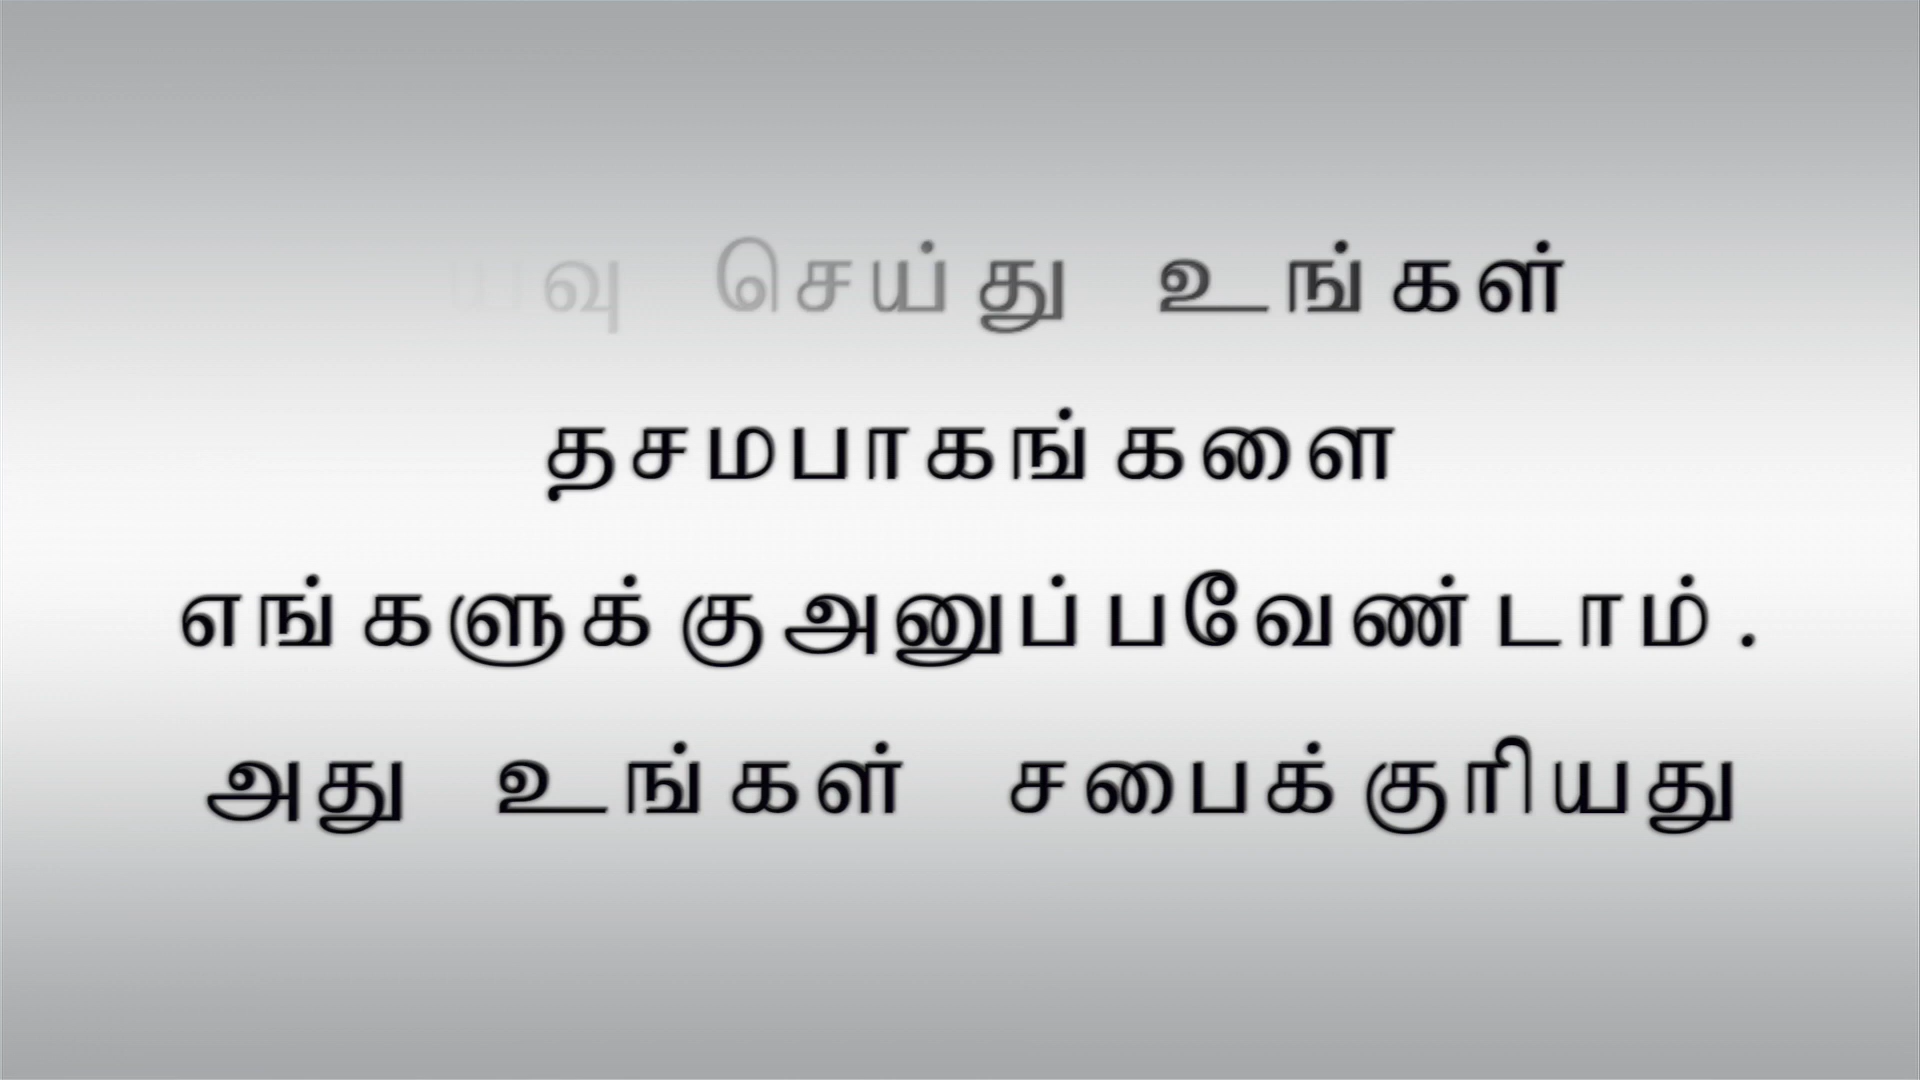 செய்து உங்கள்
தசமபாகங்களை
எங்களுக்குஅனுப்பவேண்டாம்.
அது உங்கள் சபைக்குரியது